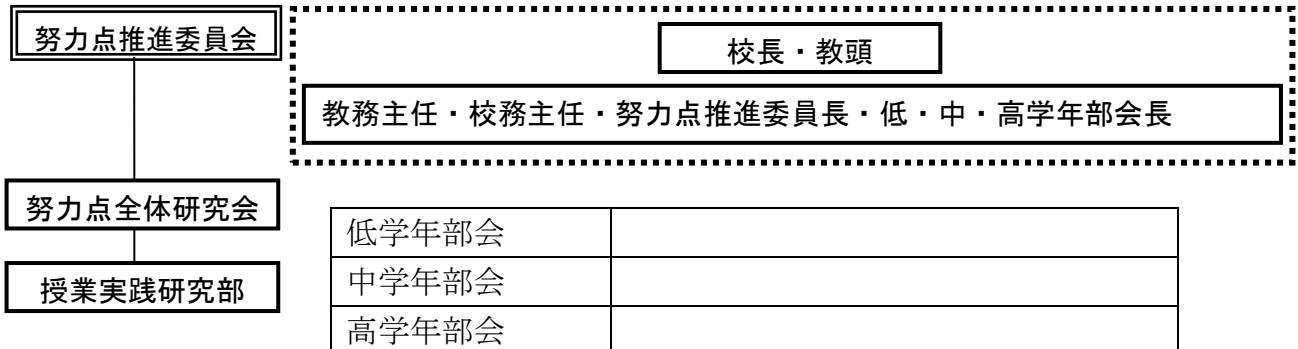 努力点推進委員会
校長・教頭
教務主任・校務主任・努力点推進委員長・低・中・高学年部会長
努力点全体研究会
授業実践研究部
低学年部会
中学年部会
高学年部会